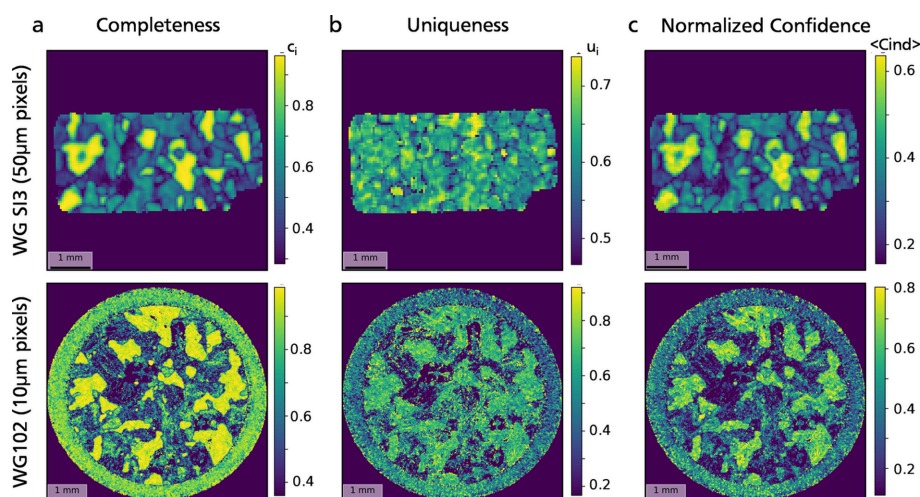 a Completeness
b Uniqueness
c Normalized Confidence
WG SI3 (50µm pixels)
c_i
0.8
0.6
0.4
1 mm
u_i
0.7
0.6
0.5
1 mm
<Cind>
0.6
0.4
0.2
1 mm
WG102 (10µm pixels)
0.8
0.6
0.4
1 mm
0.8
0.6
0.4
0.2
1 mm
0.8
0.6
0.4
0.2
1 mm